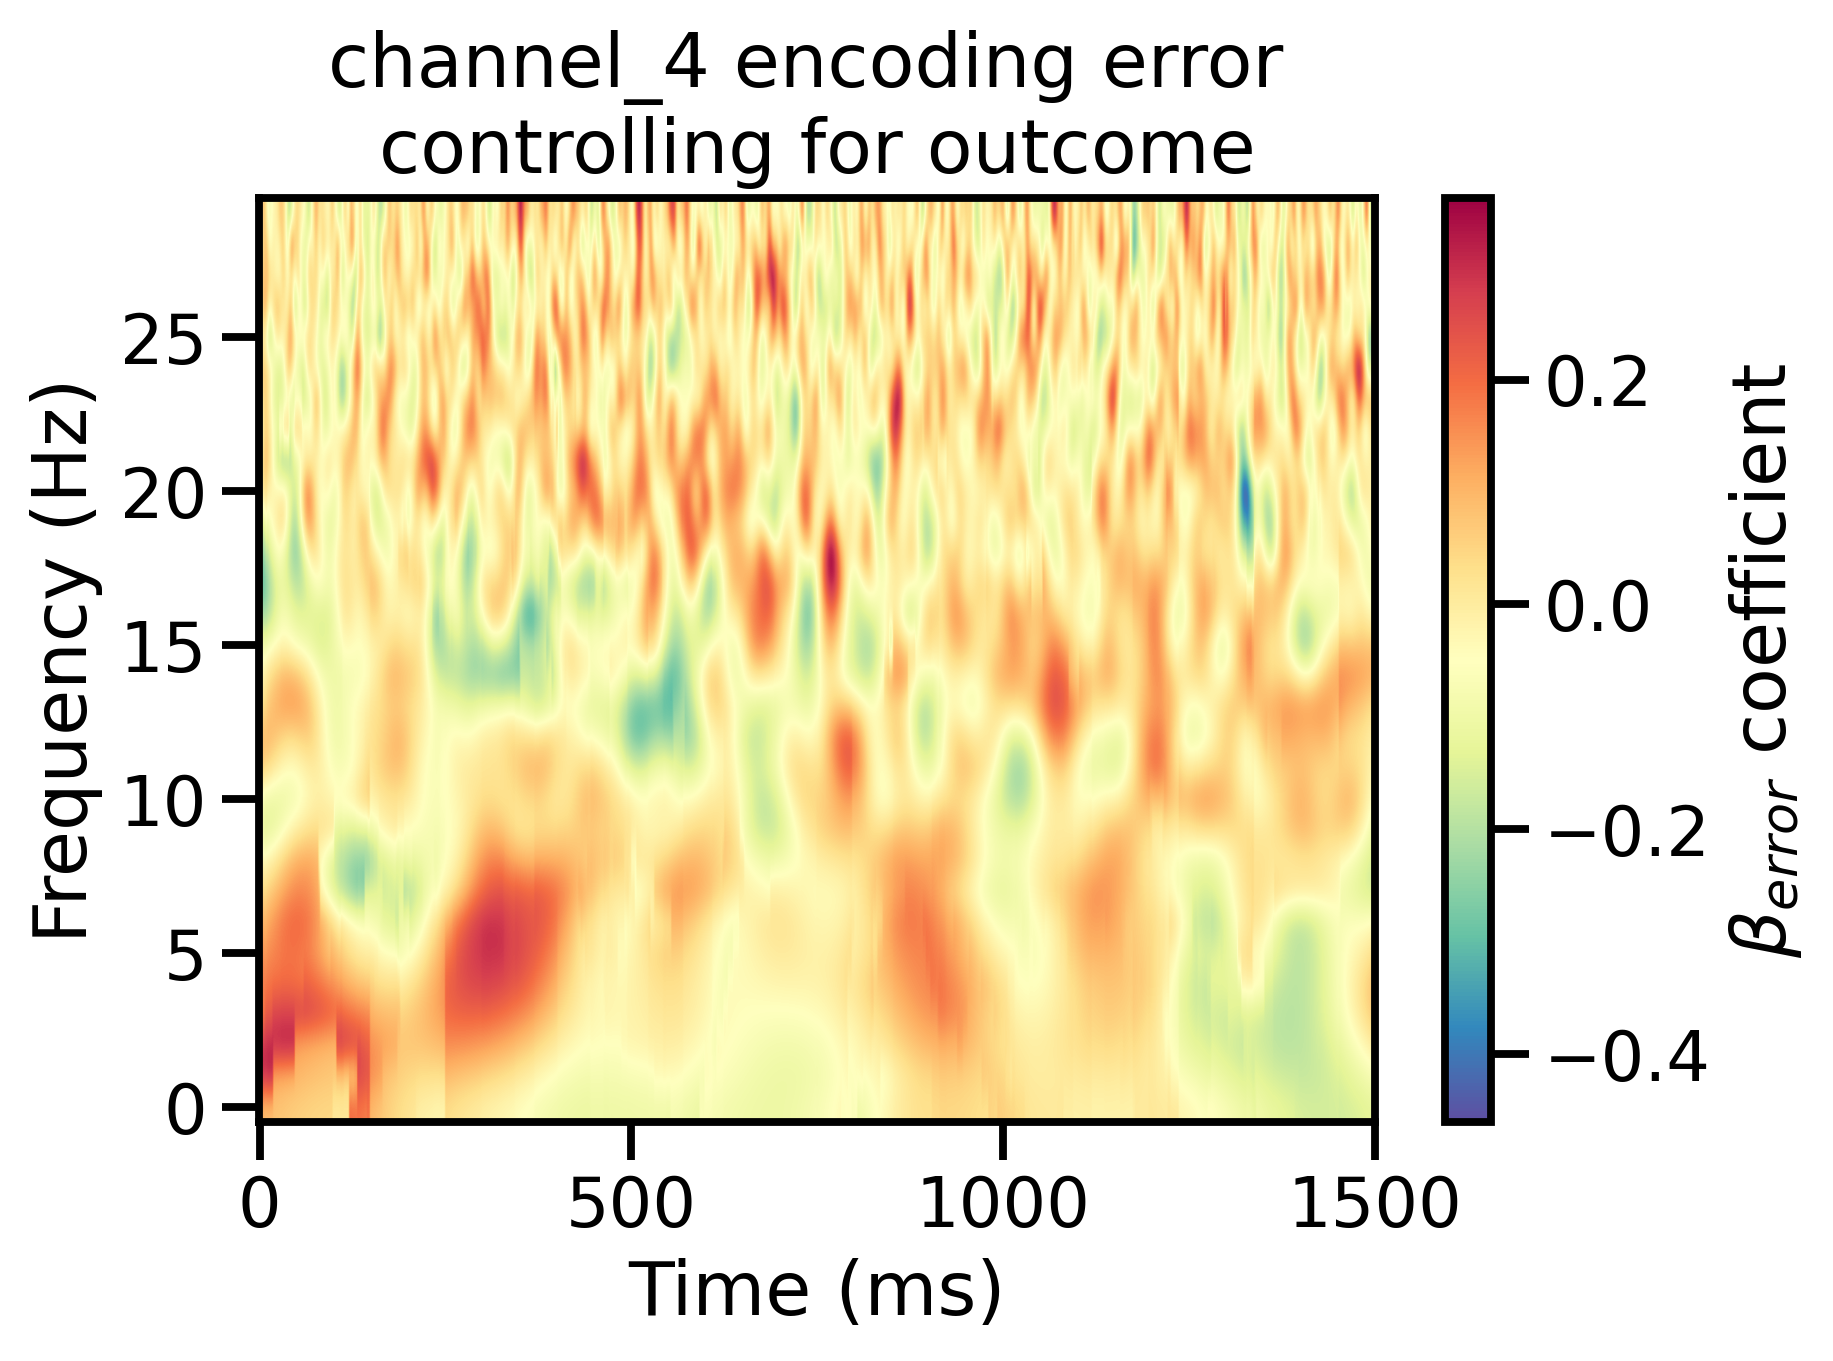 channel_4 encoding error
controlling for outcome
Frequency (Hz)
25
20
15
10
5
0
0
500
1000
1500
Time (ms)
0.2
0.0
−0.2
−0.4
βerror coefficient